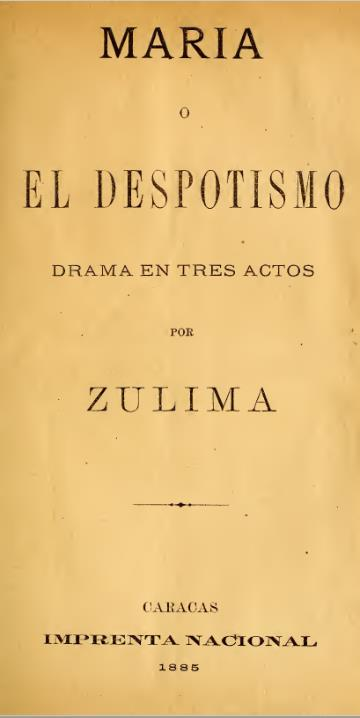 MARIA
O
EL DESPOTISMO
DRAMA EN TRES ACTOS
POR
ZULIMA
CARACAS
IMPRENTA NACIONAL
1885